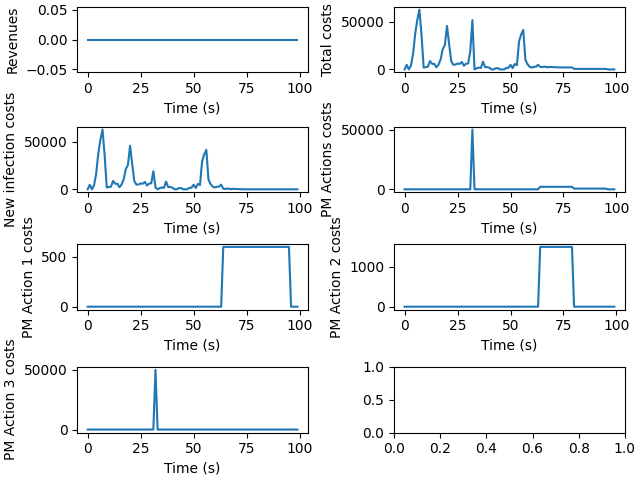 Revenues
0.05
0.00
−0.05
0 25 50 75 100
Time (s)
Total costs
50000
0
0 25 50 75 100
Time (s)
New infection costs
50000
0
0 25 50 75 100
Time (s)
PM Actions costs
50000
0
0 25 50 75 100
Time (s)
PM Action 1 costs
500
0
0 25 50 75 100
Time (s)
PM Action 2 costs
1000
0
0 25 50 75 100
Time (s)
PM Action 3 costs
50000
0
0 25 50 75 100
Time (s)
1.0
0.5
0.0
0.0 0.2 0.4 0.6 0.8 1.0